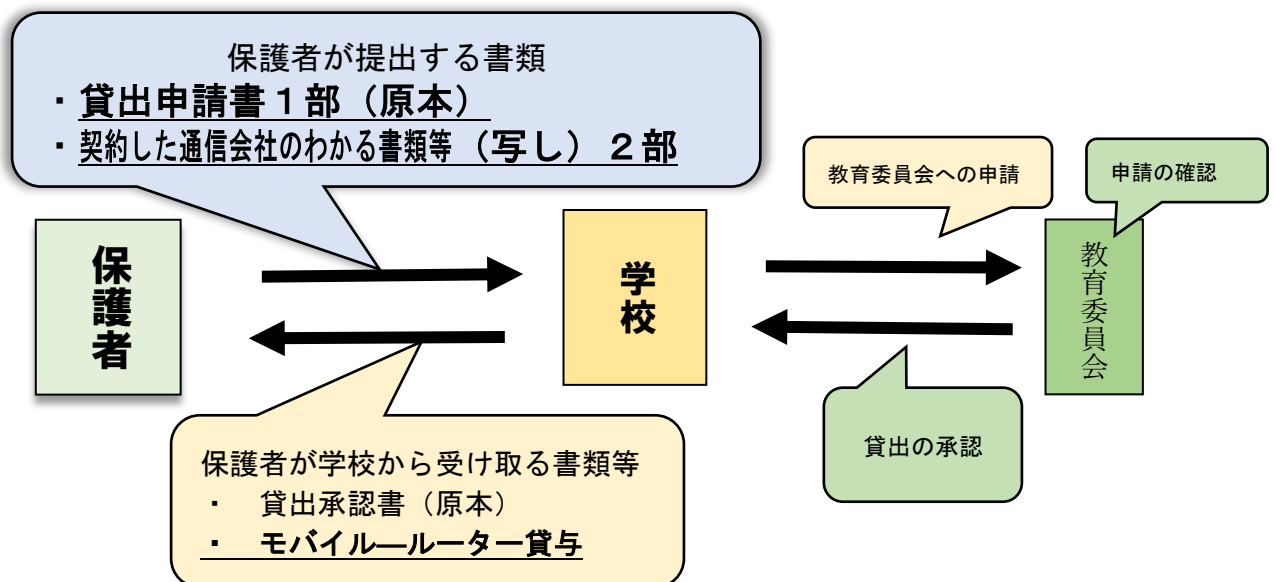 保護者が提出する書類
・貸出申請書１部（原本）
・契約した通信会社のわかる書類等（写し）２部
教育委員会への申請
申請の確認
保護者
学校
教育委員会
貸出の承認
保護者が学校から受け取る書類等
・　貸出承認書（原本）
・　モバイル―ルーター貸与